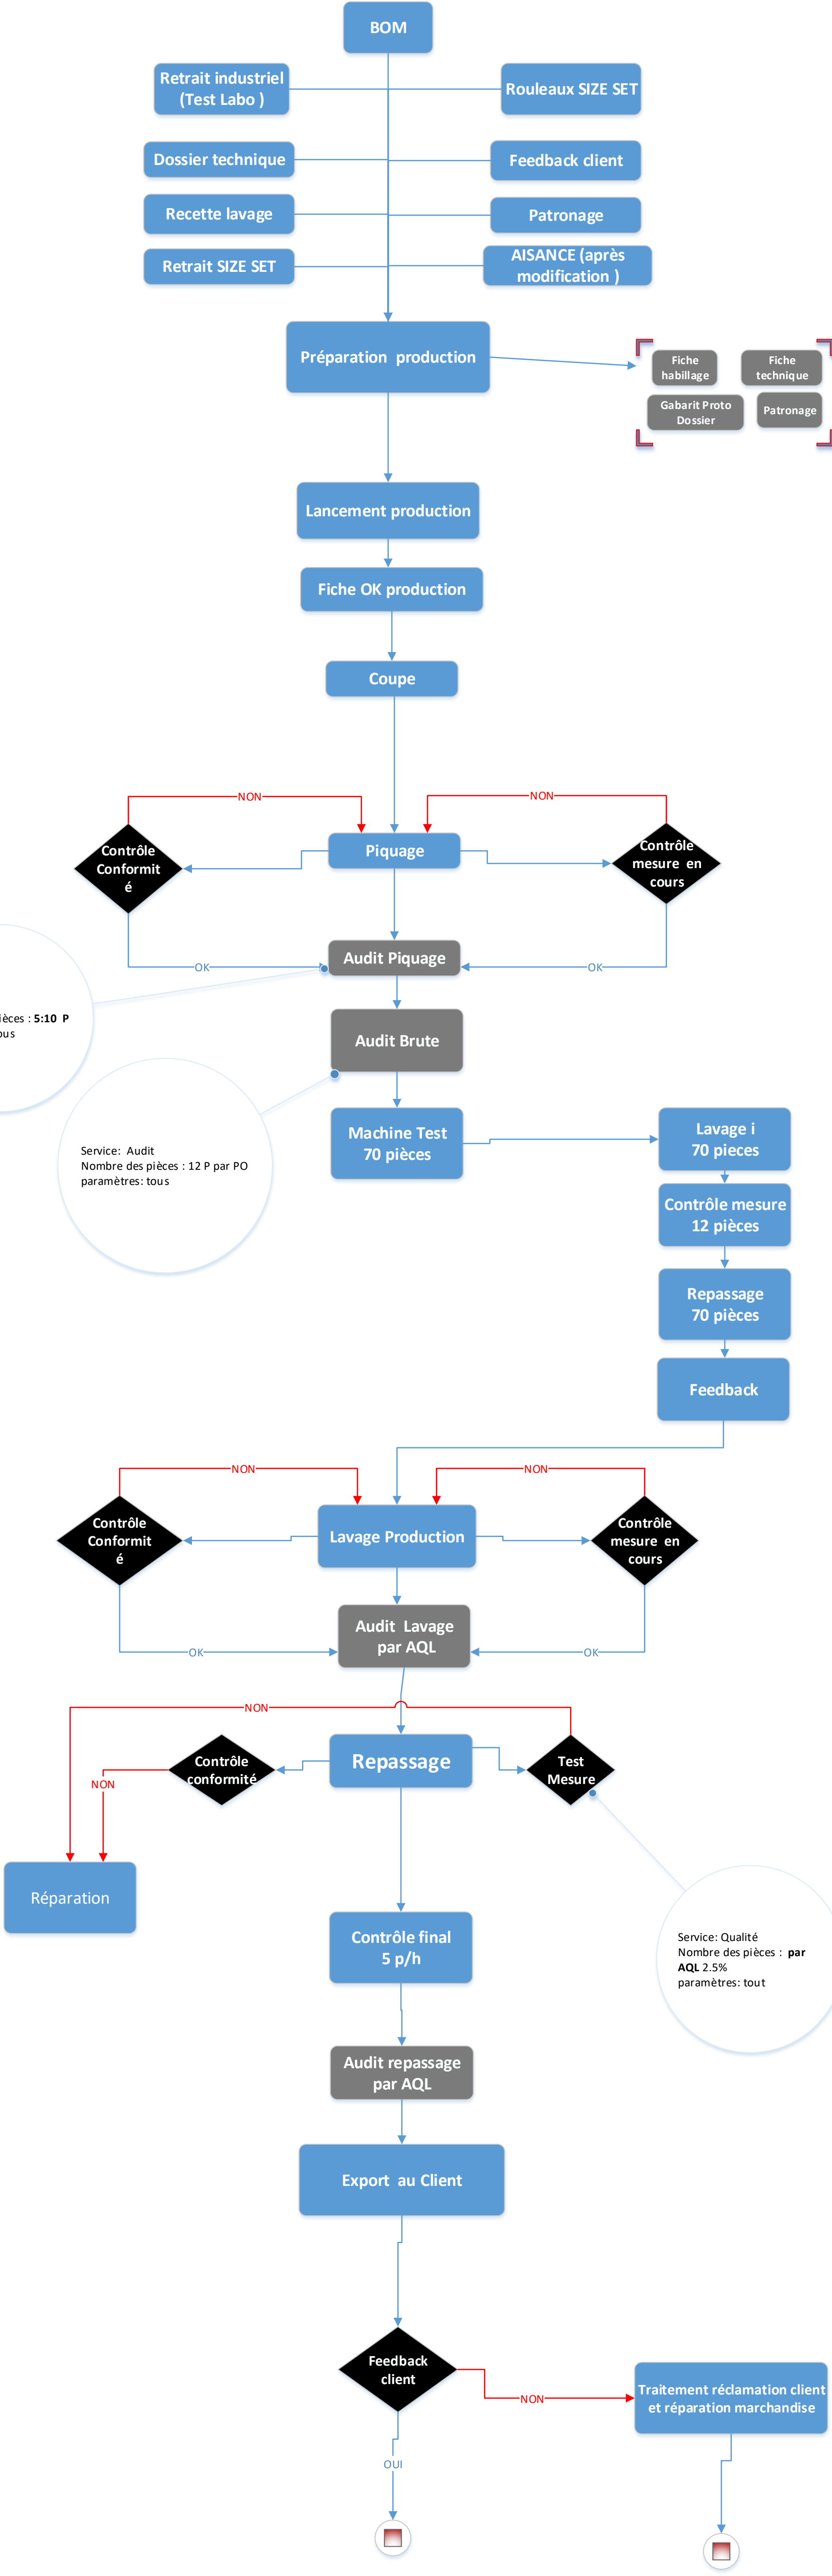 BOM
Retrait industriel
(Test Labo )
Rouleaux SIZE SET
Dossier technique
Feedback client
Recette lavage
Patronage
Retrait SIZE SET
AISANCE (après
modification )
Préparation production
Fiche
habillage
Fiche
technique
Gabarit Proto
Dossier
Patronage
Lancement production
Fiche OK production
Coupe
NON
NON
Contrôle
Conformit
é
Piquage
Contrôle
mesure en
cours
OK
Audit Piquage
OK
: 5:10 P
Audit Brute
Service: Audit
Nombre des pièces : 12 P par PO
paramètres: tous
Machine Test
70 pièces
Lavage i
70 pieces
Contrôle mesure
12 pièces
Repassage
70 pièces
Feedback
NON
NON
Contrôle
Conformit
é
Lavage Production
Contrôle
mesure en
cours
Audit Lavage
par AQL
OK
OK
NON
Contrôle
conformité
Repassage
Test
Mesure
NON
Réparation
Contrôle final
5 p/h
Service: Qualité
Nombre des pièces : par
AQL 2.5%
paramètres: tout
Audit repassage
par AQL
Export au Client
Feedback
client
NON
Traitement réclamation client
et réparation marchandise
OUI